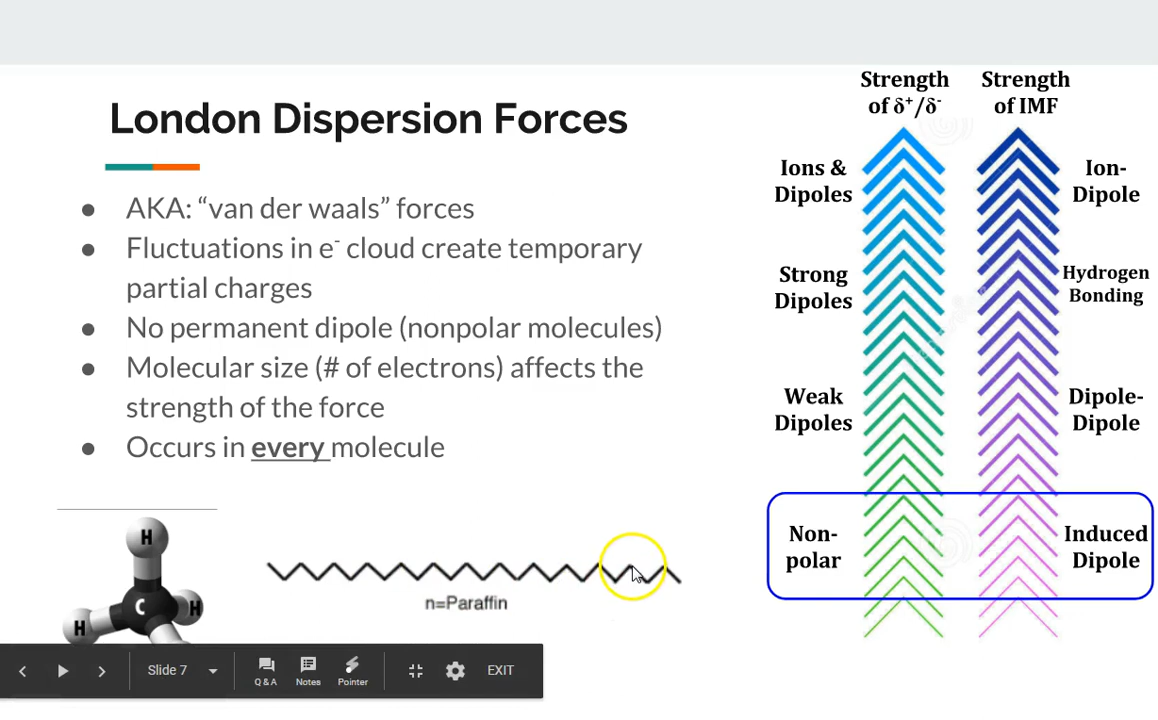 London Dispersion Forces
● AKA: “van der waals” forces
● Fluctuations in e⁻ cloud create temporary
partial charges
● No permanent dipole (nonpolar molecules)
● Molecular size (# of electrons) affects the
strength of the force
● Occurs in every molecule
H
C
H
H
n=Paraffin
Strength
of δ⁺/δ⁻
Strength
of IMF
Ions &
Dipoles
Ion-
Dipole
Strong
Dipoles
Hydrogen
Bonding
Weak
Dipoles
Dipole-
Dipole
Non-
polar
Induced
Dipole
Slide 7
Q & A
Notes
Pointer
EXIT